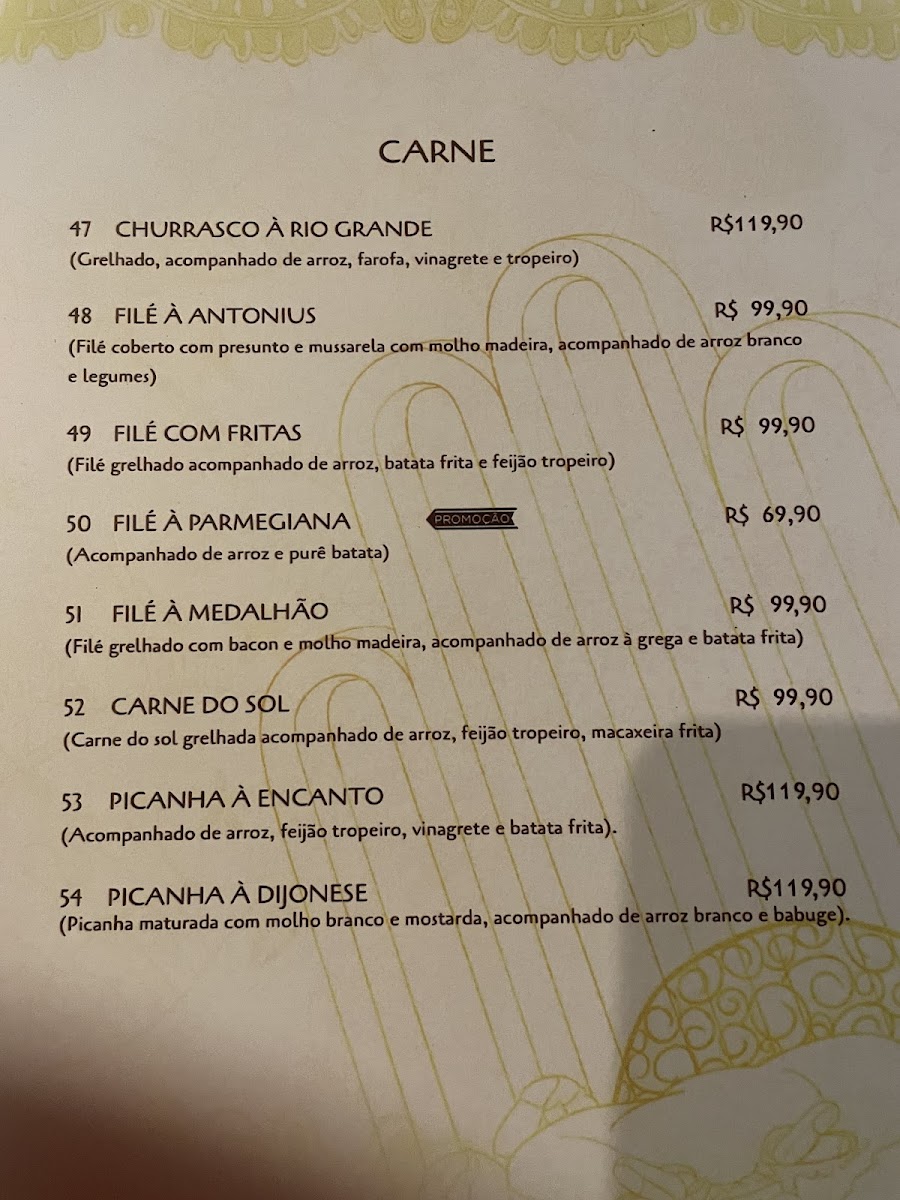 CARNE
47 CHURRASCO À RIO GRANDE R$119,90
(Grelhado, acompanhado de arroz, farofa, vinagrete e tropeiro)
48 FILÉ À ANTONIUS R$ 99,90
(Filé coberto com presunto e mussarela com molho madeira, acompanhado de arroz branco
e legumes)
49 FILÉ COM FRITAS R$ 99,90
(Filé grelhado acompanhado de arroz, batata frita e feijão tropeiro)
50 FILÉ À PARMEGIANA PROMOÇÃO R$ 69,90
(Acompanhado de arroz e purê batata)
51 FILÉ À MEDALHÃO R$ 99,90
(Filé grelhado com bacon e molho madeira, acompanhado de arroz à grega e batata frita)
52 CARNE DO SOL R$ 99,90
(Carne do sol grelhada acompanhado de arroz, feijão tropeiro, macaxeira frita)
53 PICANHA À ENCANTO R$119,90
(Acompanhado de arroz, feijão tropeiro, vinagrete e batata frita).
54 PICANHA À DIJONESE R$119,90
(Picanha maturada com molho branco e mostarda, acompanhado de arroz branco e babuge).